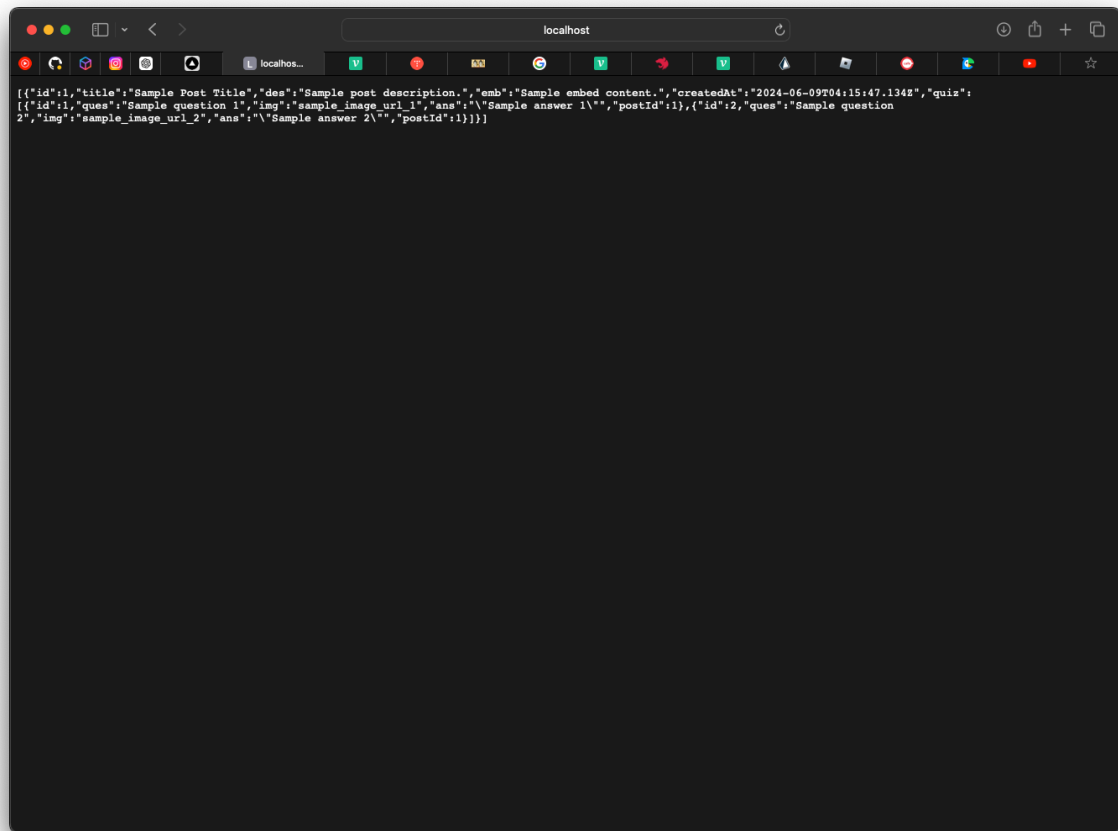 localhost
L localhos...
[{"id":1,"title":"Sample Post Title","des":"Sample post description.","emb":"Sample embed content.","createdAt":"2024-06-09T04:15:47.134Z","quiz":
[{"id":1,"ques":"Sample question 1","img":"sample_image_url_1","ans":"\"Sample answer 1\"","postId":1},{"id":2,"ques":"Sample question
2","img":"sample_image_url_2","ans":"\"Sample answer 2\"","postId":1}]}]